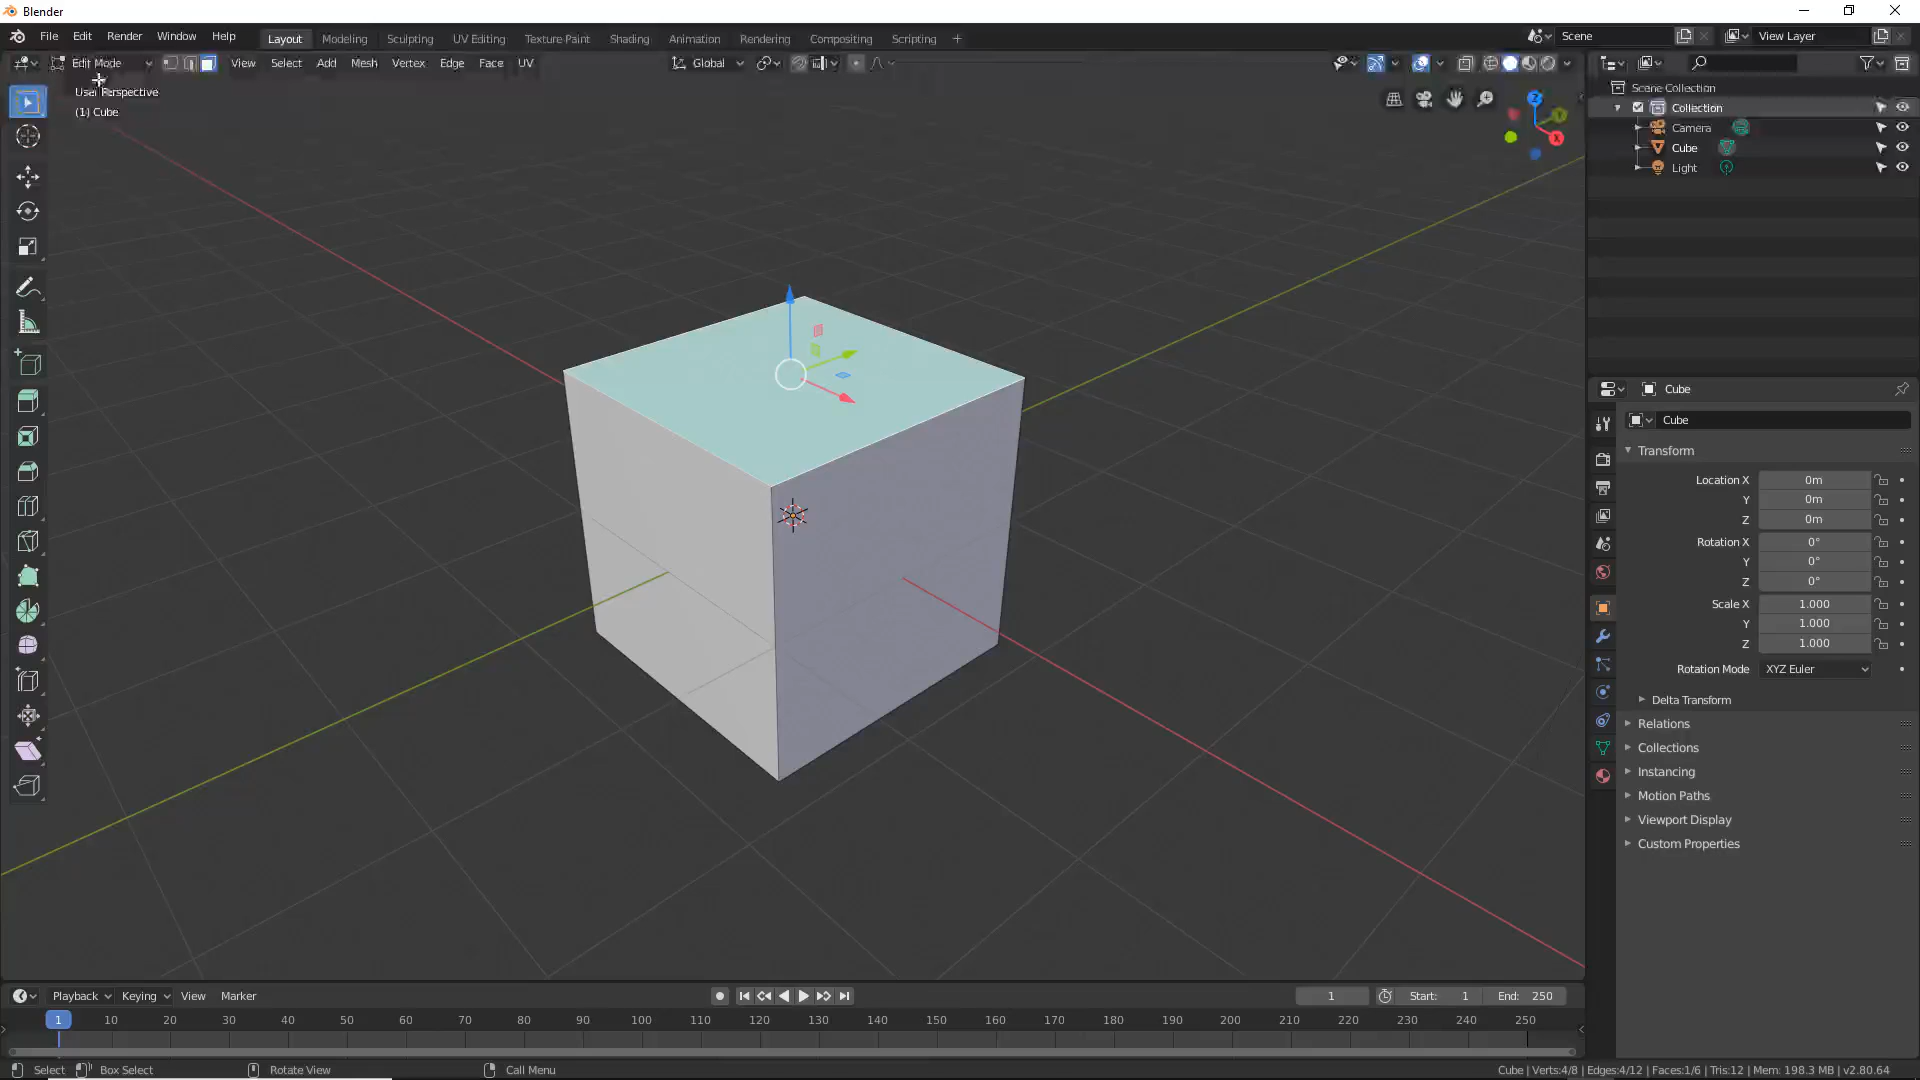 Blender
File Edit Render Window Help
Layout Modeling Sculpting UV Editing Texture Paint Shading Animation Rendering Compositing Scripting +
Scene
View Layer
Edit Mode View Select Add Mesh Vertex Edge Face UV
Global
User Perspective
(1) Cube
Z
Y
X
Scene Collection
Collection
Camera
Cube
Light
Cube
Cube
Transform
Location X 0m
Y 0m
Z 0m
Rotation X 0°
Y 0°
Z 0°
Scale X 1.000
Y 1.000
Z 1.000
Rotation Mode XYZ Euler
Delta Transform
Relations
Collections
Instancing
Motion Paths
Viewport Display
Custom Properties
Playback Keying View Marker
1 Start: 1 End: 250
1 10 20 30 40 50 60 70 80 90 100 110 120 130 140 150 160 170 180 190 200 210 220 230 240 250
Select Box Select Rotate View Call Menu
Cube | Verts:4/8 | Edges:4/12 | Faces:1/6 | Tris:12 | Mem: 198.3 MB | v2.80.64